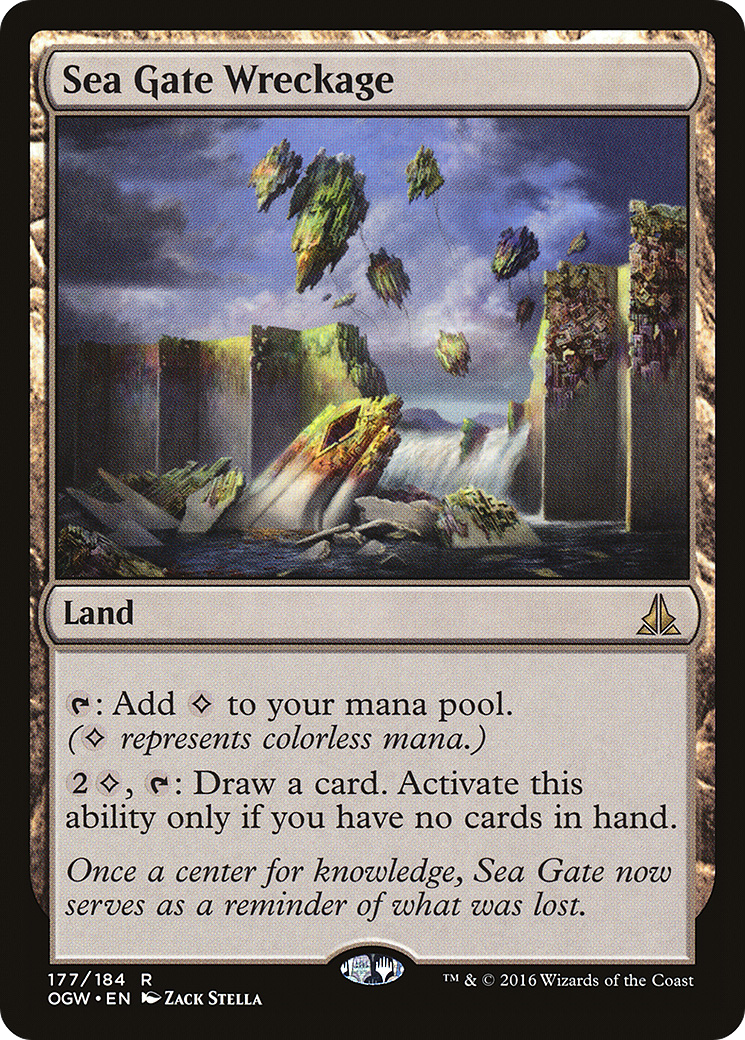 Sea Gate Wreckage
Land
: Add to your mana pool.
( represents colorless mana.)
2 , : Draw a card. Activate this
ability only if you have no cards in hand.
Once a center for knowledge, Sea Gate now
serves as a reminder of what was lost.
177/184 R
OGW • EN Zack Stella
™ & © 2016 Wizards of the Coast